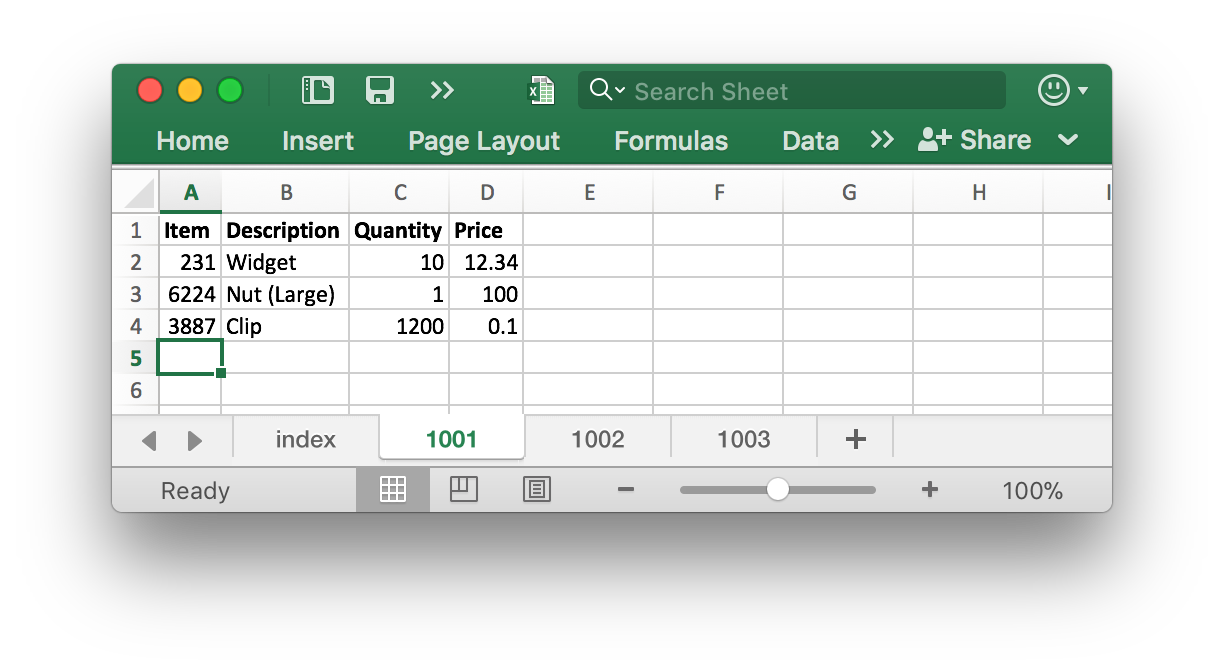 Search Sheet
Home Insert Page Layout Formulas Data Share
A B C D E F G H I
1 Item Description Quantity Price
2 231 Widget 10 12.34
3 6224 Nut (Large) 1 100
4 3887 Clip 1200 0.1
5
6
index 1001 1002 1003
Ready 100%